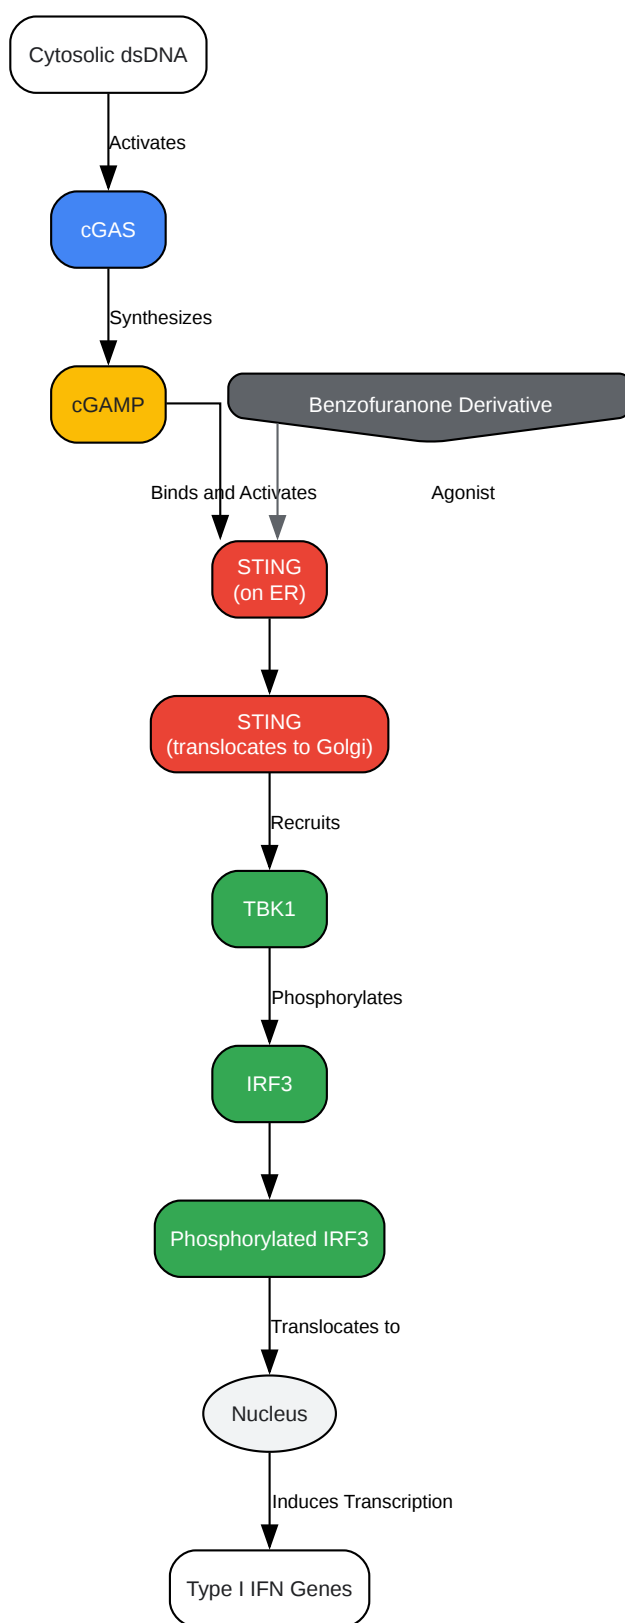 Cytosolic dsDNA
Activates
cGAS
Synthesizes
cGAMP
Benzofuranone Derivative
Binds and Activates
Agonist
STING
(on ER)
STING
(translocates to Golgi)
Recruits
TBK1
Phosphorylates
IRF3
Phosphorylated IRF3
Translocates to
Nucleus
Induces Transcription
Type I IFN Genes